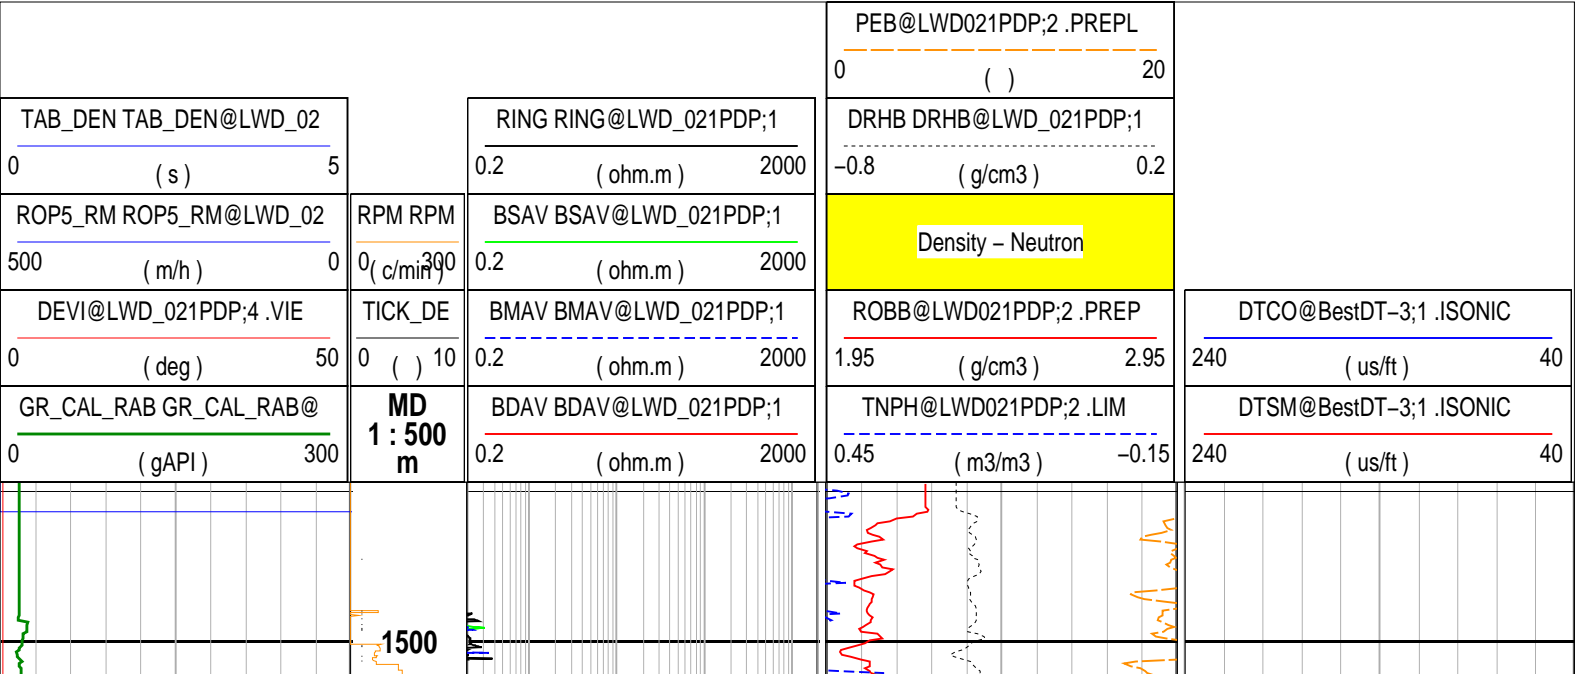 PEB@LWD021PDP;2 .PREPL
0 ( ) 20
TAB_DEN TAB_DEN@LWD_02
0 ( s ) 5
RING RING@LWD_021PDP;1
0.2 ( ohm.m ) 2000
DRHB DRHB@LWD_021PDP;1
−0.8 ( g/cm3 ) 0.2
ROP5_RM ROP5_RM@LWD_02
500 ( m/h ) 0
RPM RPM
0 ( c/min ) 300
BSAV BSAV@LWD_021PDP;1
0.2 ( ohm.m ) 2000
Density – Neutron
DEVI@LWD_021PDP;4 .VIE
0 ( deg ) 50
TICK_DE
0 ( ) 10
BMAV BMAV@LWD_021PDP;1
0.2 ( ohm.m ) 2000
ROBB@LWD021PDP;2 .PREP
1.95 ( g/cm3 ) 2.95
DTCO@BestDT−3;1 .ISONIC
240 ( us/ft ) 40
GR_CAL_RAB GR_CAL_RAB@
0 ( gAPI ) 300
MD
1 : 500
m
BDAV BDAV@LWD_021PDP;1
0.2 ( ohm.m ) 2000
TNPH@LWD021PDP;2 .LIM
0.45 ( m3/m3 ) −0.15
DTSM@BestDT−3;1 .ISONIC
240 ( us/ft ) 40
1500